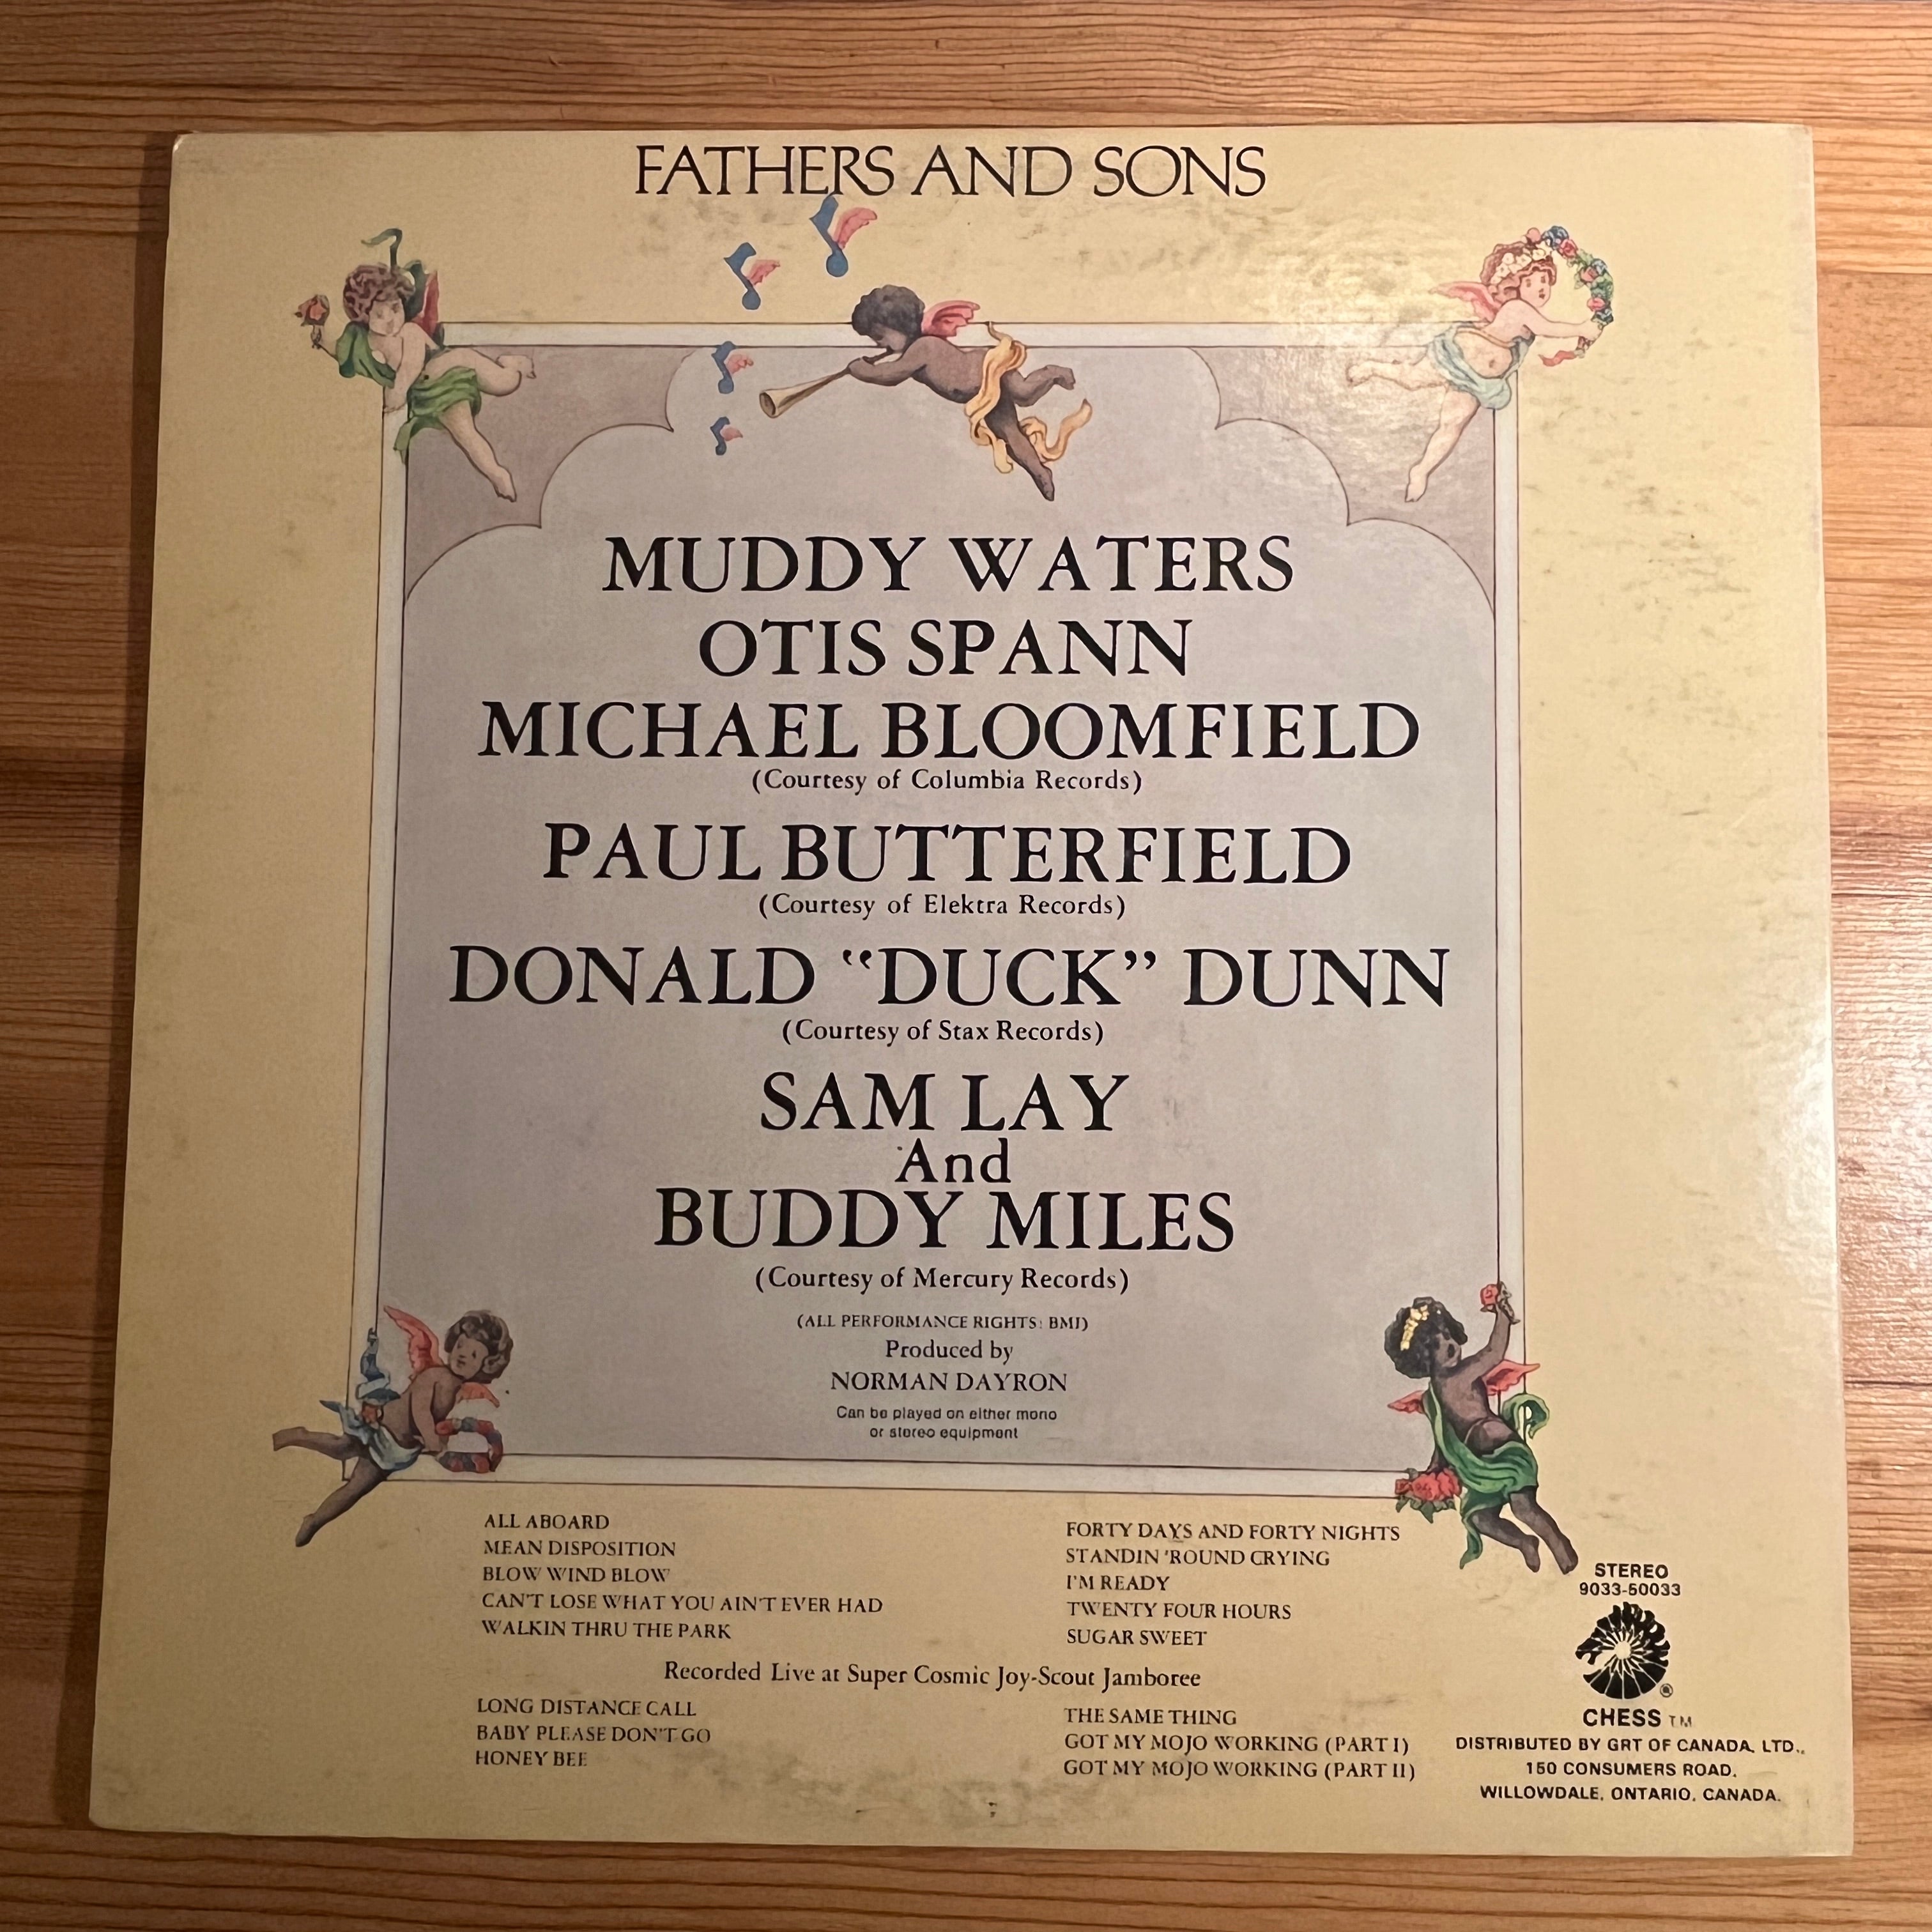 FATHERS AND SONS
MUDDY WATERS
OTIS SPANN
MICHAEL BLOOMFIELD
(Courtesy of Columbia Records)
PAUL BUTTERFIELD
(Courtesy of Elektra Records)
DONALD “DUCK” DUNN
(Courtesy of Stax Records)
SAM LAY
And
BUDDY MILES
(Courtesy of Mercury Records)
(ALL PERFORMANCE RIGHTS: BMI)
Produced by
NORMAN DAYRON
Can be played on either mono
or stereo equipment
ALL ABOARD
MEAN DISPOSITION
BLOW WIND BLOW
CAN'T LOSE WHAT YOU AIN'T EVER HAD
WALKIN THRU THE PARK
FORTY DAYS AND FORTY NIGHTS
STANDIN 'ROUND CRYING
I'M READY
TWENTY FOUR HOURS
SUGAR SWEET
Recorded Live at Super Cosmic Joy-Scout Jamboree
LONG DISTANCE CALL
BABY PLEASE DON'T GO
HONEY BEE
THE SAME THING
GOT MY MOJO WORKING (PART I)
GOT MY MOJO WORKING (PART II)
STEREO
9033-50033
®
CHESS TM
DISTRIBUTED BY GRT OF CANADA, LTD.,
150 CONSUMERS ROAD,
WILLOWDALE, ONTARIO, CANADA.